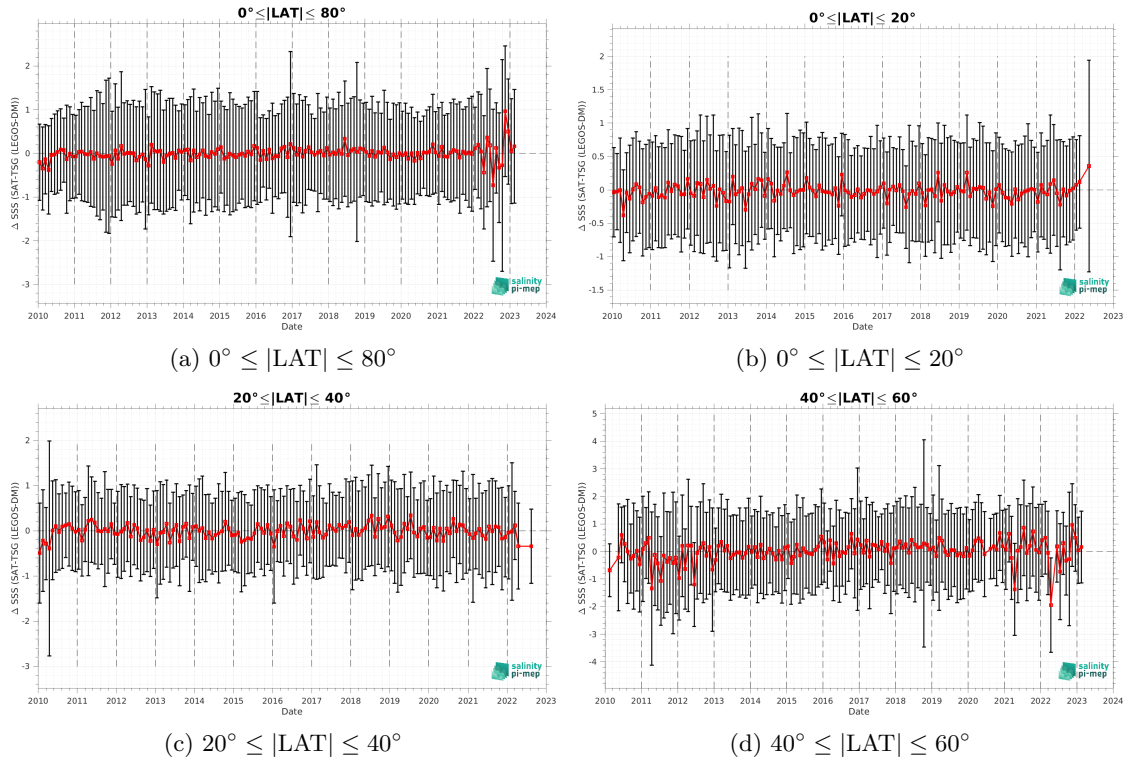 0°≤|LAT|≤ 80°
Δ SSS (SAT-TSG (LEGOS-DM))
2
1
0
-1
-2
-3
2010 2011 2012 2013 2014 2015 2016 2017 2018 2019 2020 2021 2022 2023 2024
Date
salinity
pi-mep
(a) 0° ≤ |LAT| ≤ 80°
0°≤|LAT|≤ 20°
Δ SSS (SAT-TSG (LEGOS-DM))
2
1.5
1
0.5
0
-0.5
-1
-1.5
2010 2011 2012 2013 2014 2015 2016 2017 2018 2019 2020 2021 2022 2023
Date
salinity
pi-mep
(b) 0° ≤ |LAT| ≤ 20°
20°≤|LAT|≤ 40°
Δ SSS (SAT-TSG (LEGOS-DM))
2
1
0
-1
-2
-3
2010 2011 2012 2013 2014 2015 2016 2017 2018 2019 2020 2021 2022 2023
Date
salinity
pi-mep
(c) 20° ≤ |LAT| ≤ 40°
40°≤|LAT|≤ 60°
Δ SSS (SAT-TSG (LEGOS-DM))
5
4
3
2
1
0
-1
-2
-3
-4
2010 2011 2012 2013 2014 2015 2016 2017 2018 2019 2020 2021 2022 2023 2024
Date
salinity
pi-mep
(d) 40° ≤ |LAT| ≤ 60°